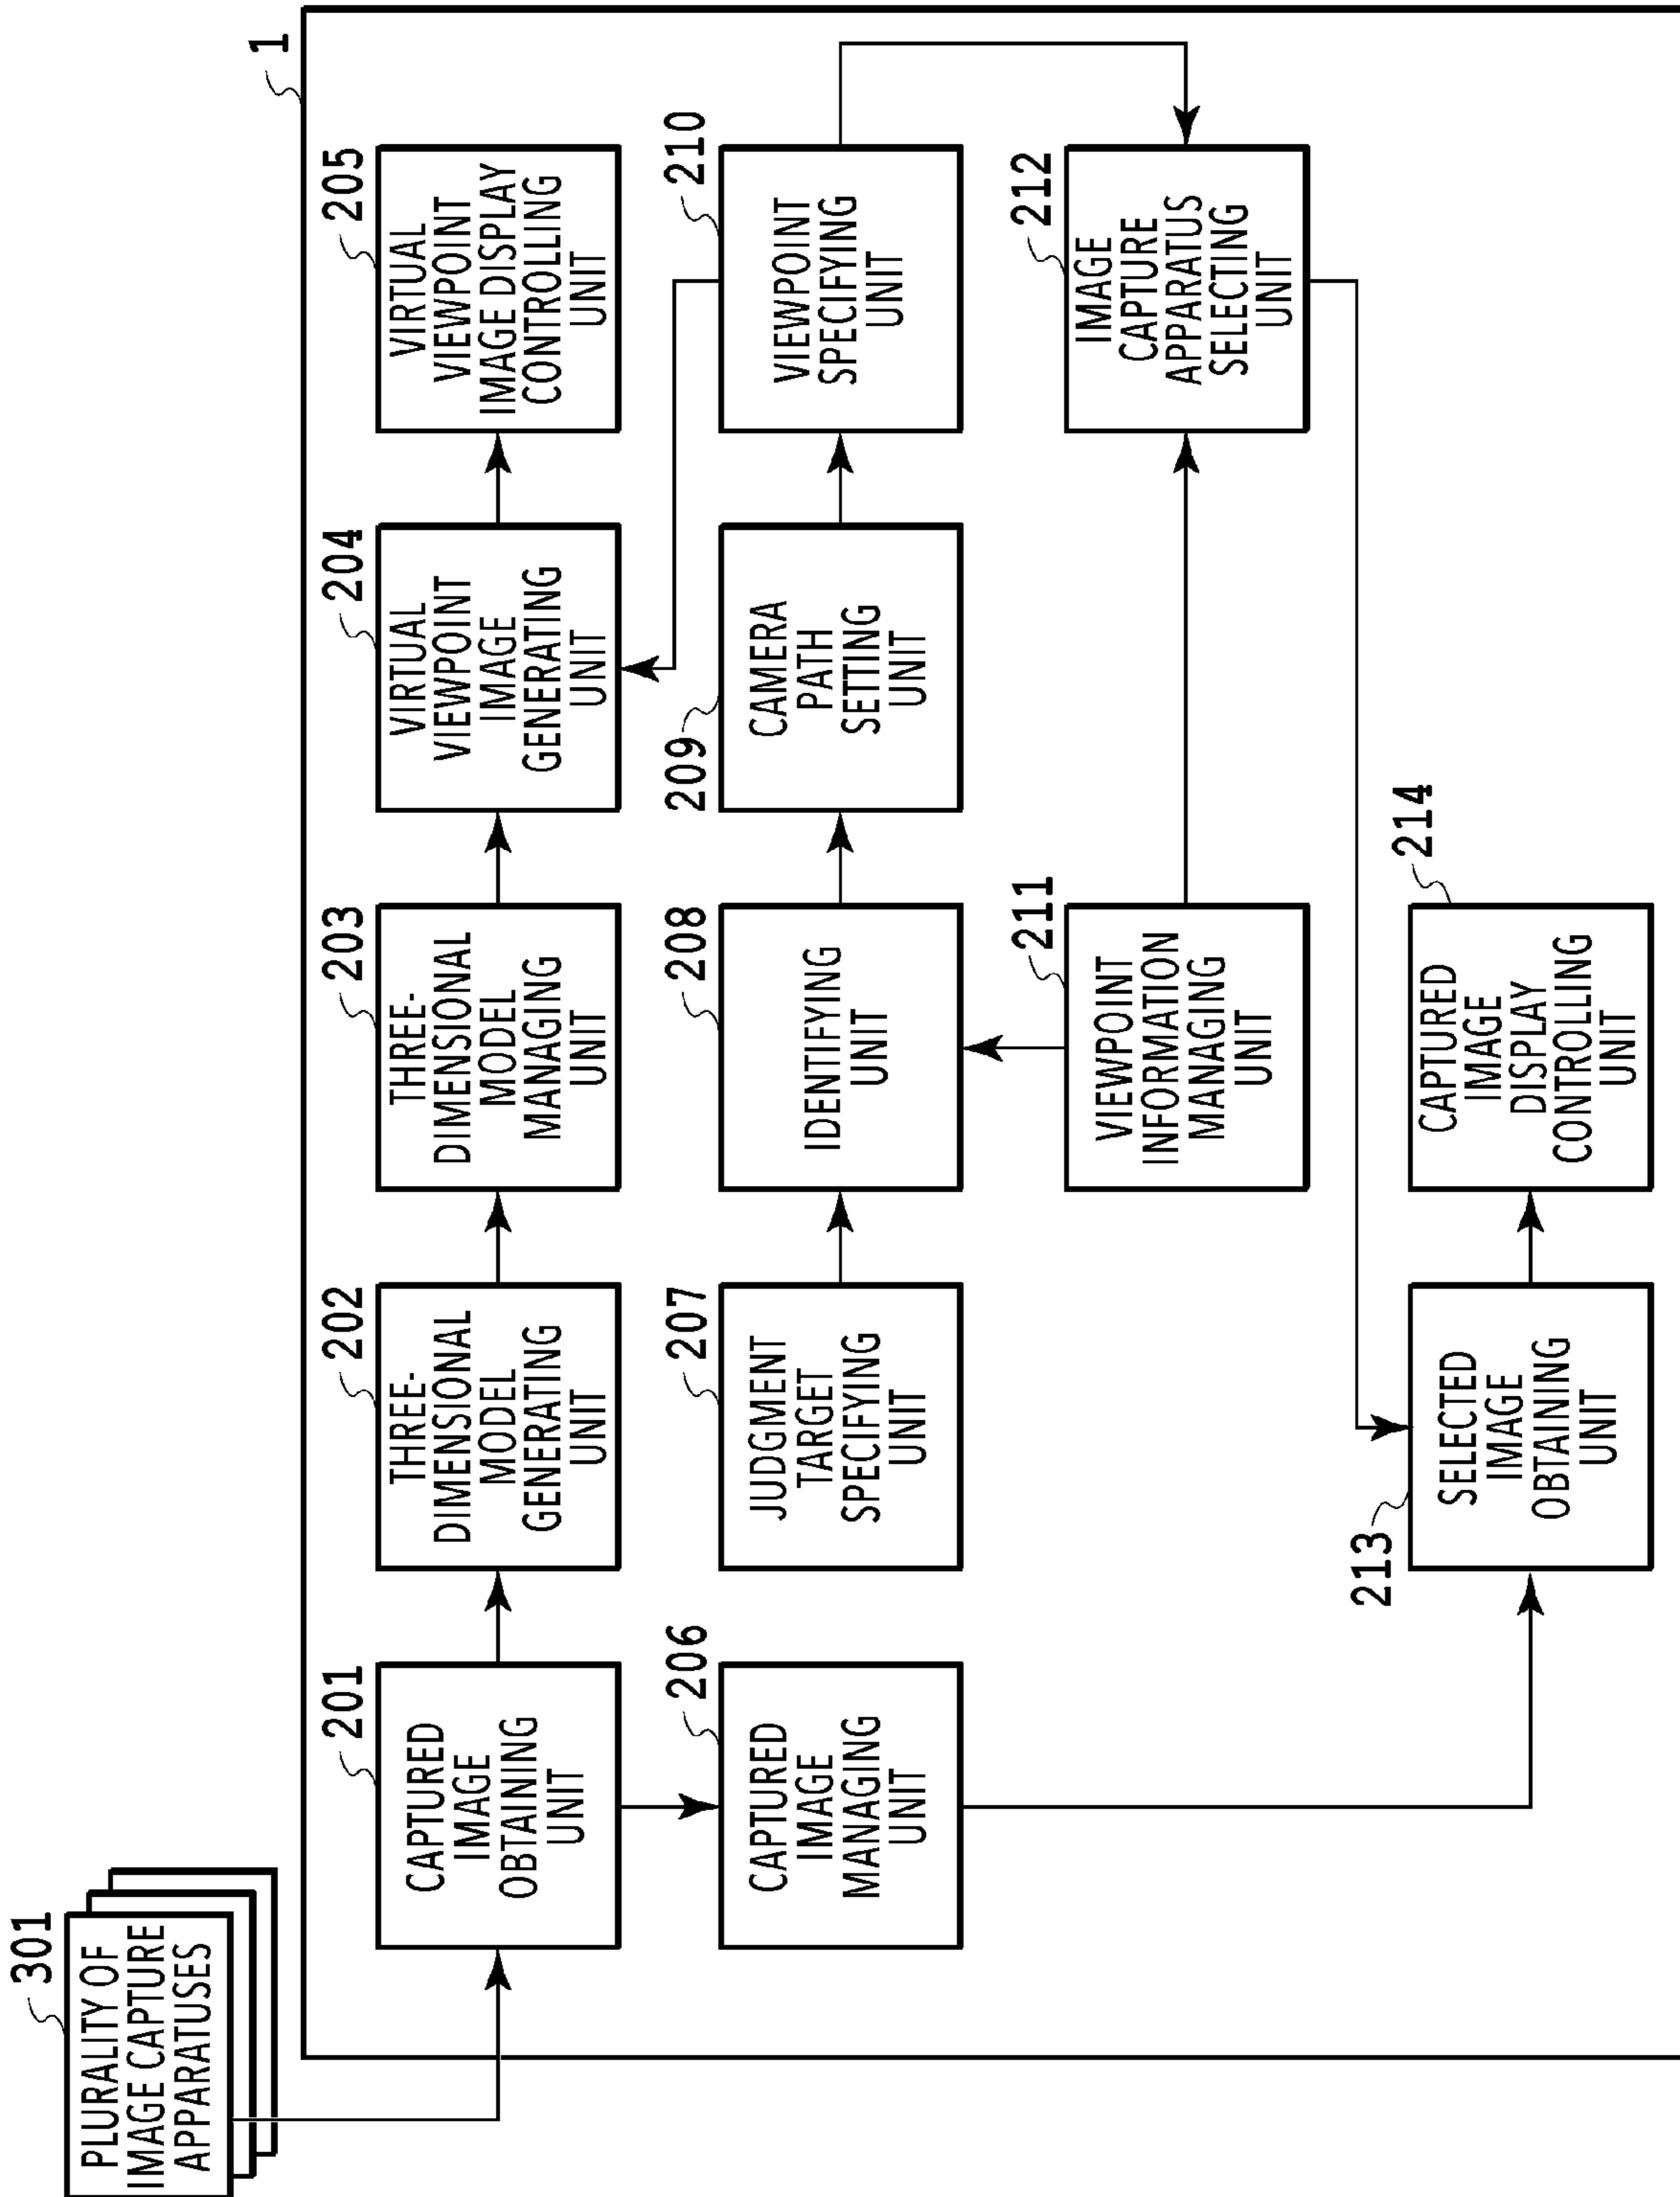 301
PLURALITY OF
IMAGE CAPTURE
APPARATUSES
1
201
CAPTURED
IMAGE
OBTAINING
UNIT
202
THREE-
DIMENSIONAL
MODEL
GENERATING
UNIT
203
THREE-
DIMENSIONAL
MODEL
MANAGING
UNIT
204
VIRTUAL
VIEWPOINT
IMAGE
GENERATING
UNIT
205
VIRTUAL
VIEWPOINT
IMAGE DISPLAY
CONTROLLING
UNIT
206
CAPTURED
IMAGE
MANAGING
UNIT
207
JUDGMENT
TARGET
SPECIFYING
UNIT
208
IDENTIFYING
UNIT
209
CAMERA
PATH
SETTING
UNIT
210
VIEWPOINT
SPECIFYING
UNIT
211
VIEWPOINT
INFORMATION
MANAGING
UNIT
212
IMAGE
CAPTURE
APPARATUS
SELECTING
UNIT
213
SELECTED
IMAGE
OBTAINING
UNIT
214
CAPTURED
IMAGE
DISPLAY
CONTROLLING
UNIT